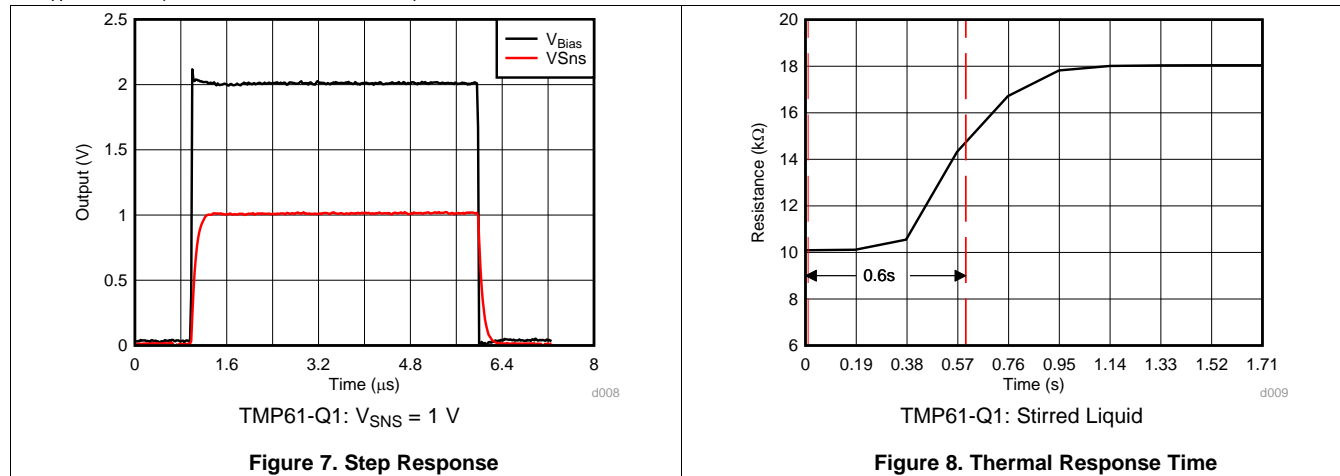 2.5
2
1.5
1
0.5
0
Output (V)
0 1.6 3.2 4.8 6.4 8
Time (μs)
V_Bias
VSns
d008
TMP61-Q1: V_SNS = 1 V
Figure 7. Step Response
20
18
16
14
12
10
8
6
Resistance (kΩ)
0.6s
0 0.19 0.38 0.57 0.76 0.95 1.14 1.33 1.52 1.71
Time (s)
d009
TMP61-Q1: Stirred Liquid
Figure 8. Thermal Response Time